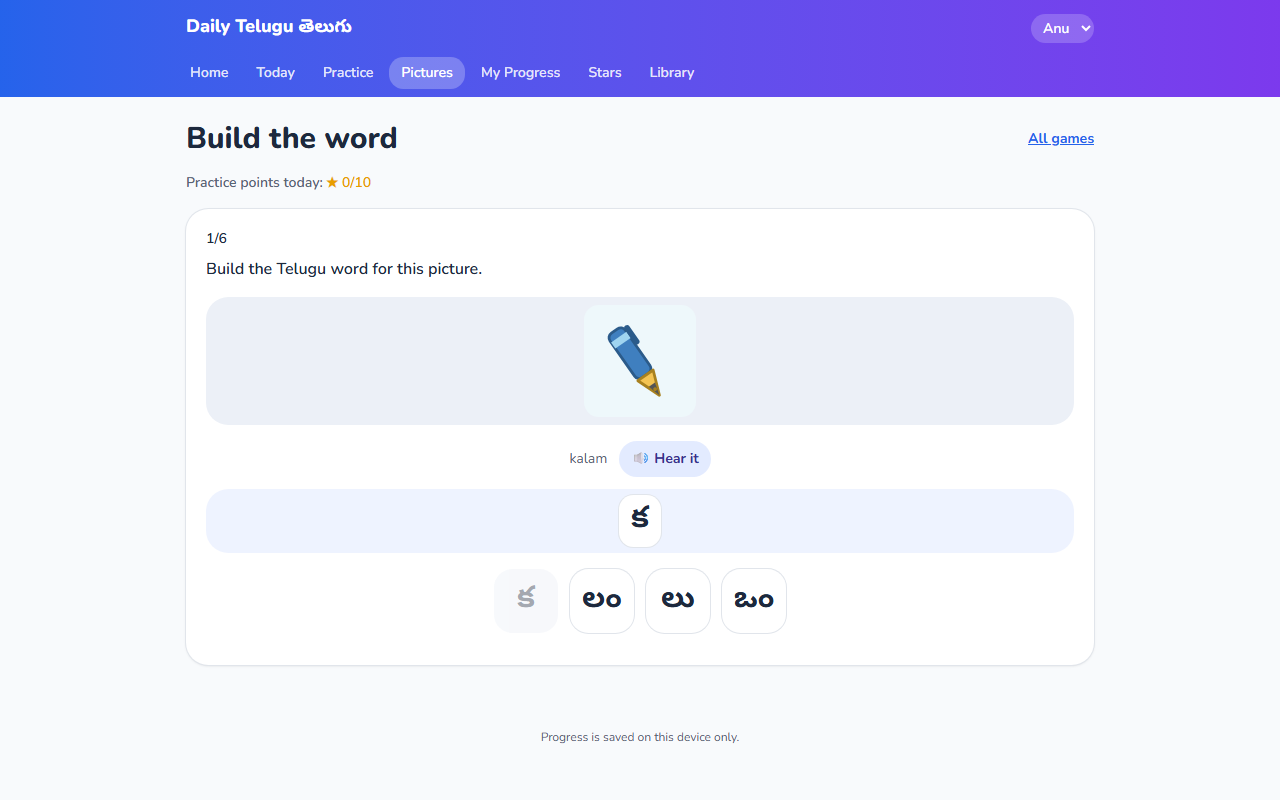 Daily Telugu తెలుగు
Anu
Home Today Practice Pictures My Progress Stars Library
Build the word
All games
Practice points today: ★ 0/10
1/6
Build the Telugu word for this picture.
kalam 🔊 Hear it
క
క లం లు ఒం
Progress is saved on this device only.